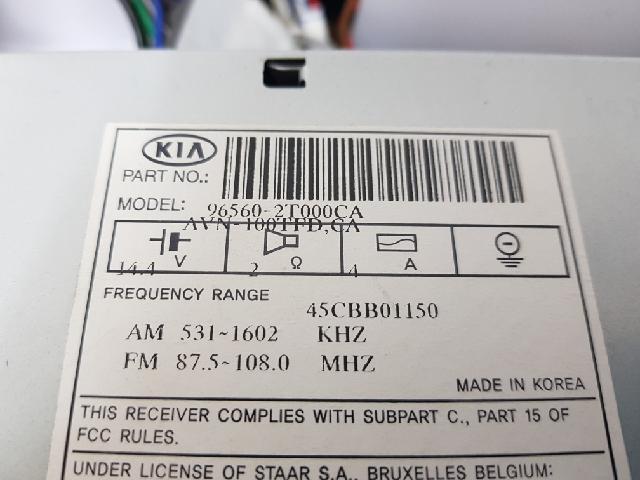 KIA
PART NO.:
MODEL: 96560-2T000CA
AVN-100TFD,CA
14.4 V 2 Ω 4 A
FREQUENCY RANGE
45CBB01150
AM 531~1602 KHZ
FM 87.5~108.0 MHZ
MADE IN KOREA
THIS RECEIVER COMPLIES WITH SUBPART C., PART 15 OF
FCC RULES.
UNDER LICENSE OF STAAR S.A., BRUXELLES BELGIUM: